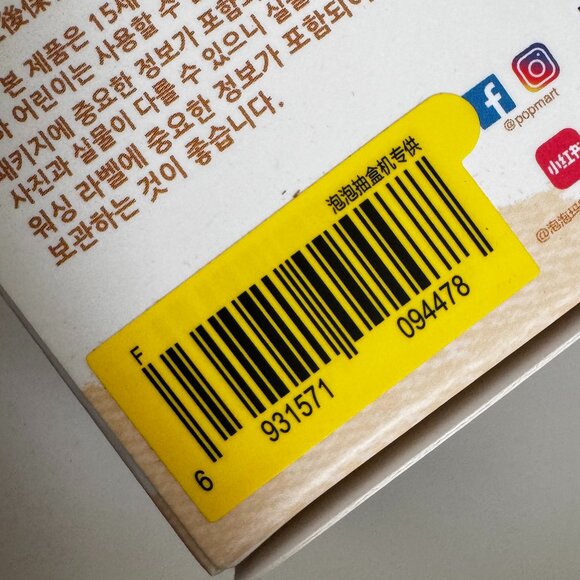 본 제품은 15세
어린이는 사용할 수
패키지에 중요한 정보가 포함되
사진과 실물이 다를 수 있으니 실물
워싱 라벨에 중요한 정보가 포함되어
보관하는 것이 좋습니다.
@popmart
小红书
泡泡抽盒机专供
F
6 931571 094478